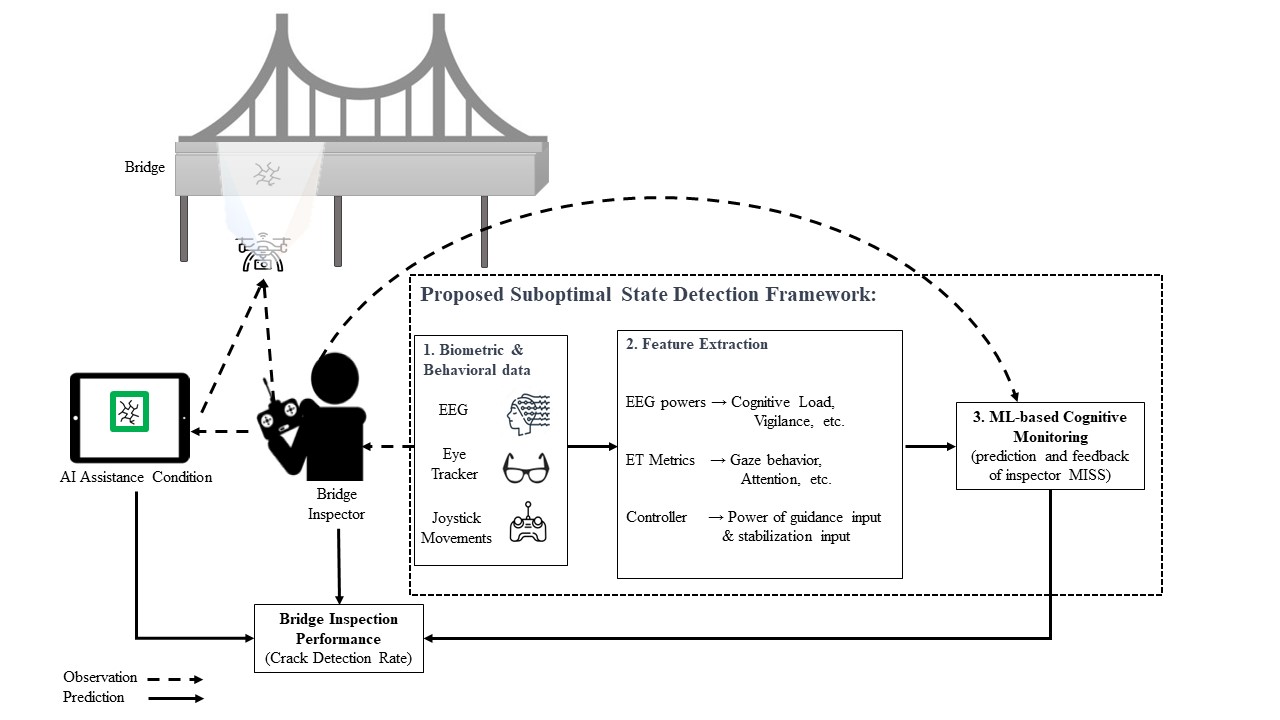 Bridge
Proposed Suboptimal State Detection Framework:
1. Biometric &
Behavioral data
EEG
Eye
Tracker
Joystick
Movements
2. Feature Extraction
EEG powers → Cognitive Load,
Vigilance, etc.
ET Metrics → Gaze behavior,
Attention, etc.
Controller → Power of guidance input
& stabilization input
3. ML-based Cognitive
Monitoring
(prediction and feedback
of inspector MISS)
AI Assistance Condition
Bridge
Inspector
Bridge Inspection
Performance
(Crack Detection Rate)
Observation
Prediction